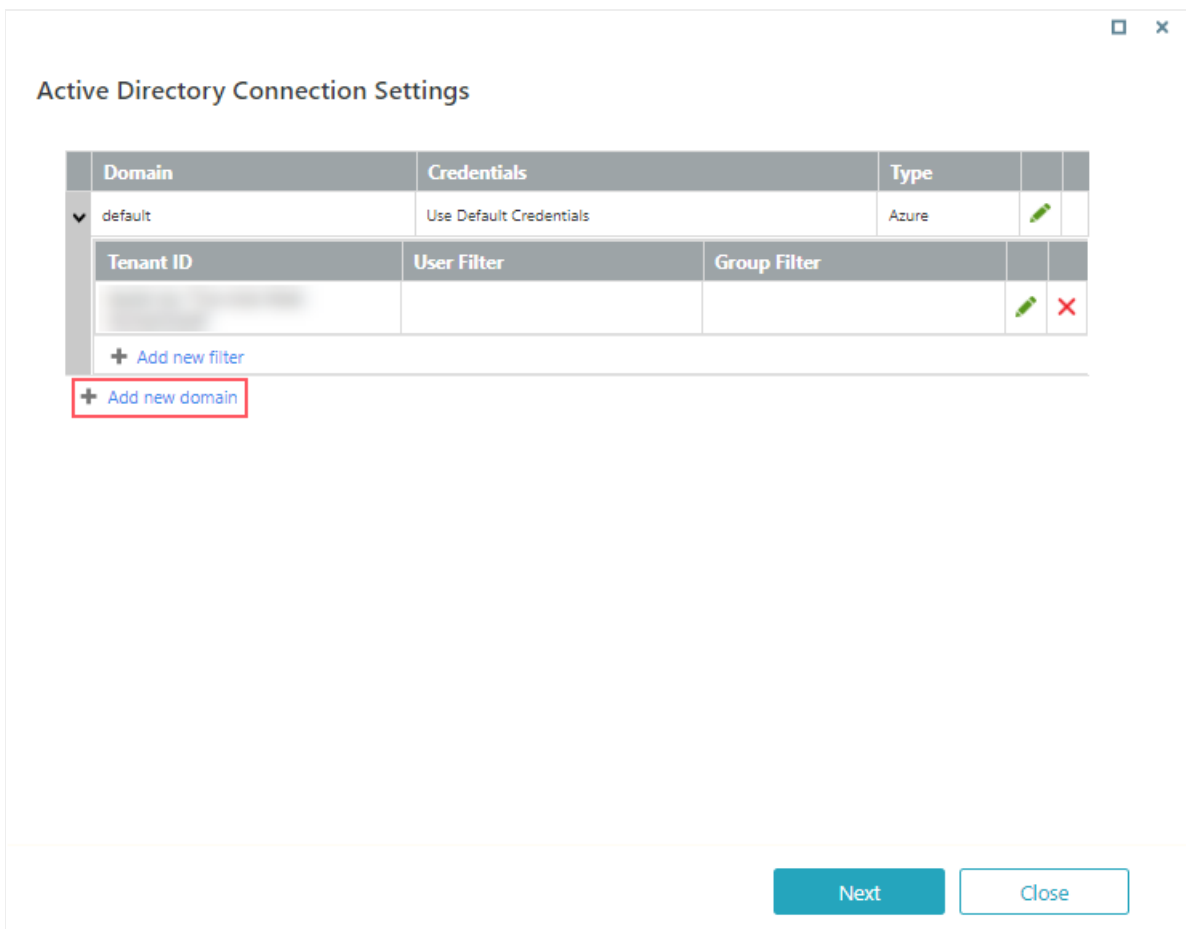 Active Directory Connection Settings
Domain Credentials Type
default Use Default Credentials Azure
Tenant ID User Filter Group Filter
Add new filter
Add new domain
Next Close